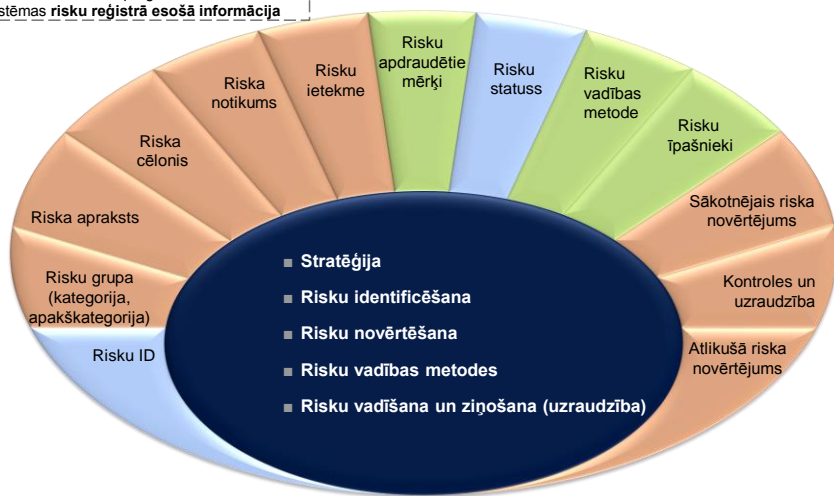 stēmas risku reģistrā esošā informācija
Risku ID
Risku grupa
(kategorija,
apakškategorija)
Riska apraksts
Riska
cēlonis
Riska
notikums
Risku
ietekme
Risku
apdraudētie
mērķi
Risku
statuss
Risku
vadības
metode
Risku
īpašnieki
Sākotnējais riska
novērtējums
Kontroles un
uzraudzība
Atlikušā riska
novērtējums
■ Stratēģija
■ Risku identificēšana
■ Risku novērtēšana
■ Risku vadības metodes
■ Risku vadīšana un ziņošana (uzraudzība)